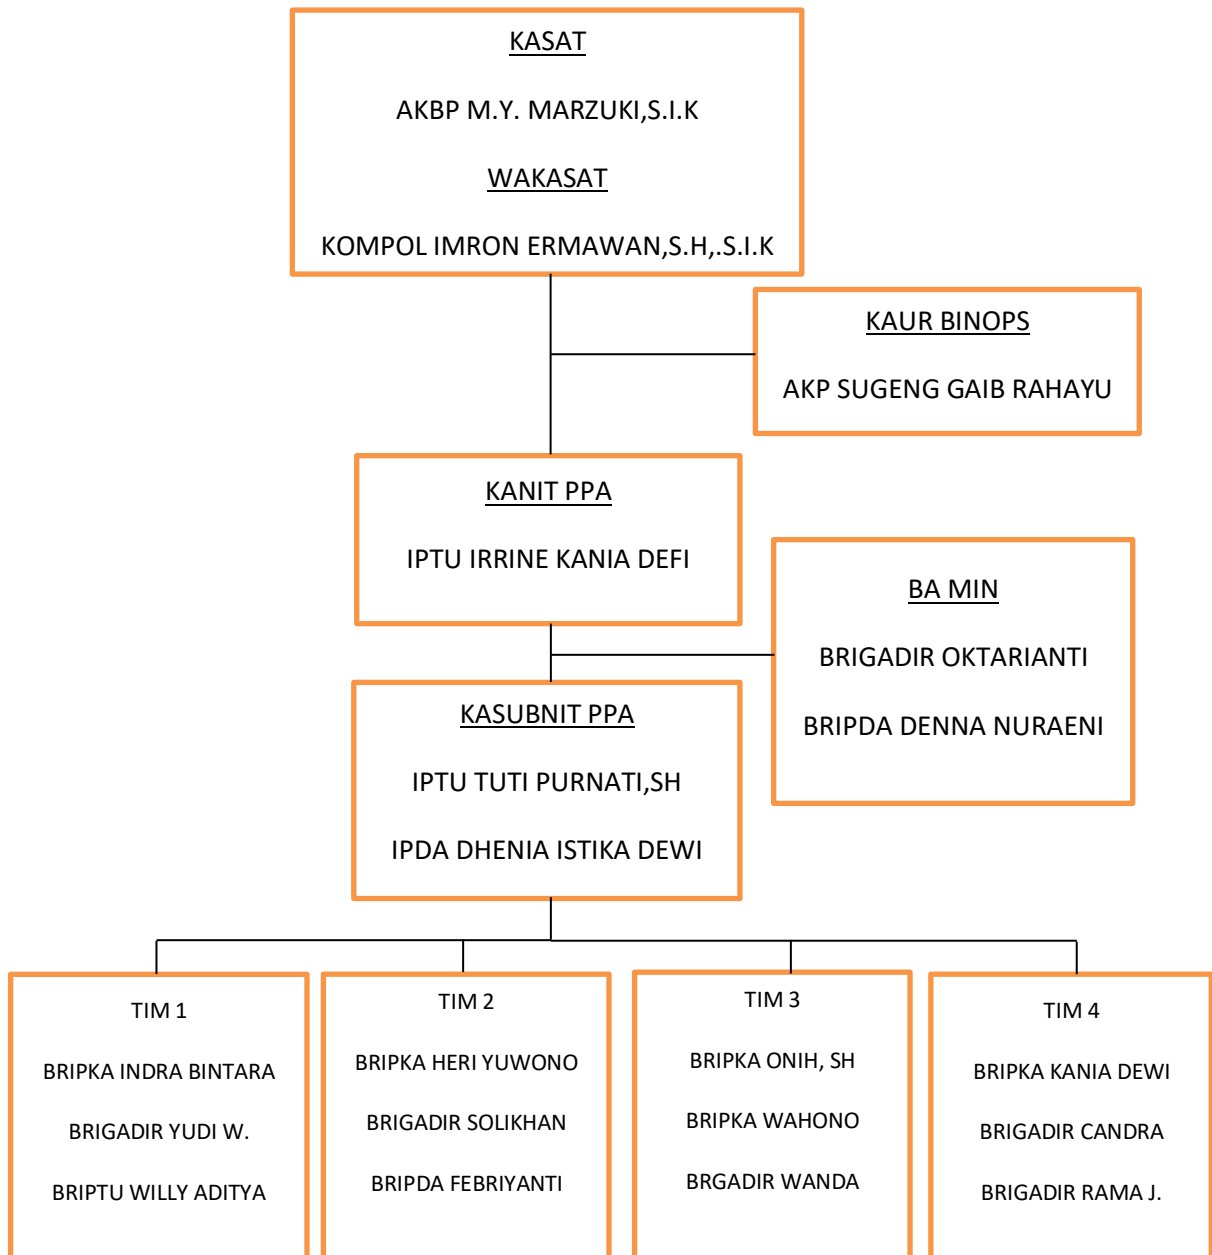 KASAT
AKBP M.Y. MARZUKI,S.I.K
WAKASAT
KOMPOL IMRON ERMAWAN,S.H,.S.I.K
KAUR BINOPS
AKP SUGENG GAIB RAHAYU
KANIT PPA
IPTU IRRINE KANIA DEFI
BA MIN
BRIGADIR OKTARIANTI
BRIPDA DENNA NURAENI
KASUBNIT PPA
IPTU TUTI PURNATI,SH
IPDA DHENIA ISTIKA DEWI
TIM 1
BRIPKA INDRA BINTARA
BRIGADIR YUDI W.
BRIPTU WILLY ADITYA
TIM 2
BRIPKA HERI YUWONO
BRIGADIR SOLIKHAN
BRIPDA FEBRIYANTI
TIM 3
BRIPKA ONIH, SH
BRIPKA WAHONO
BRGADIR WANDA
TIM 4
BRIPKA KANIA DEWI
BRIGADIR CANDRA
BRIGADIR RAMA J.